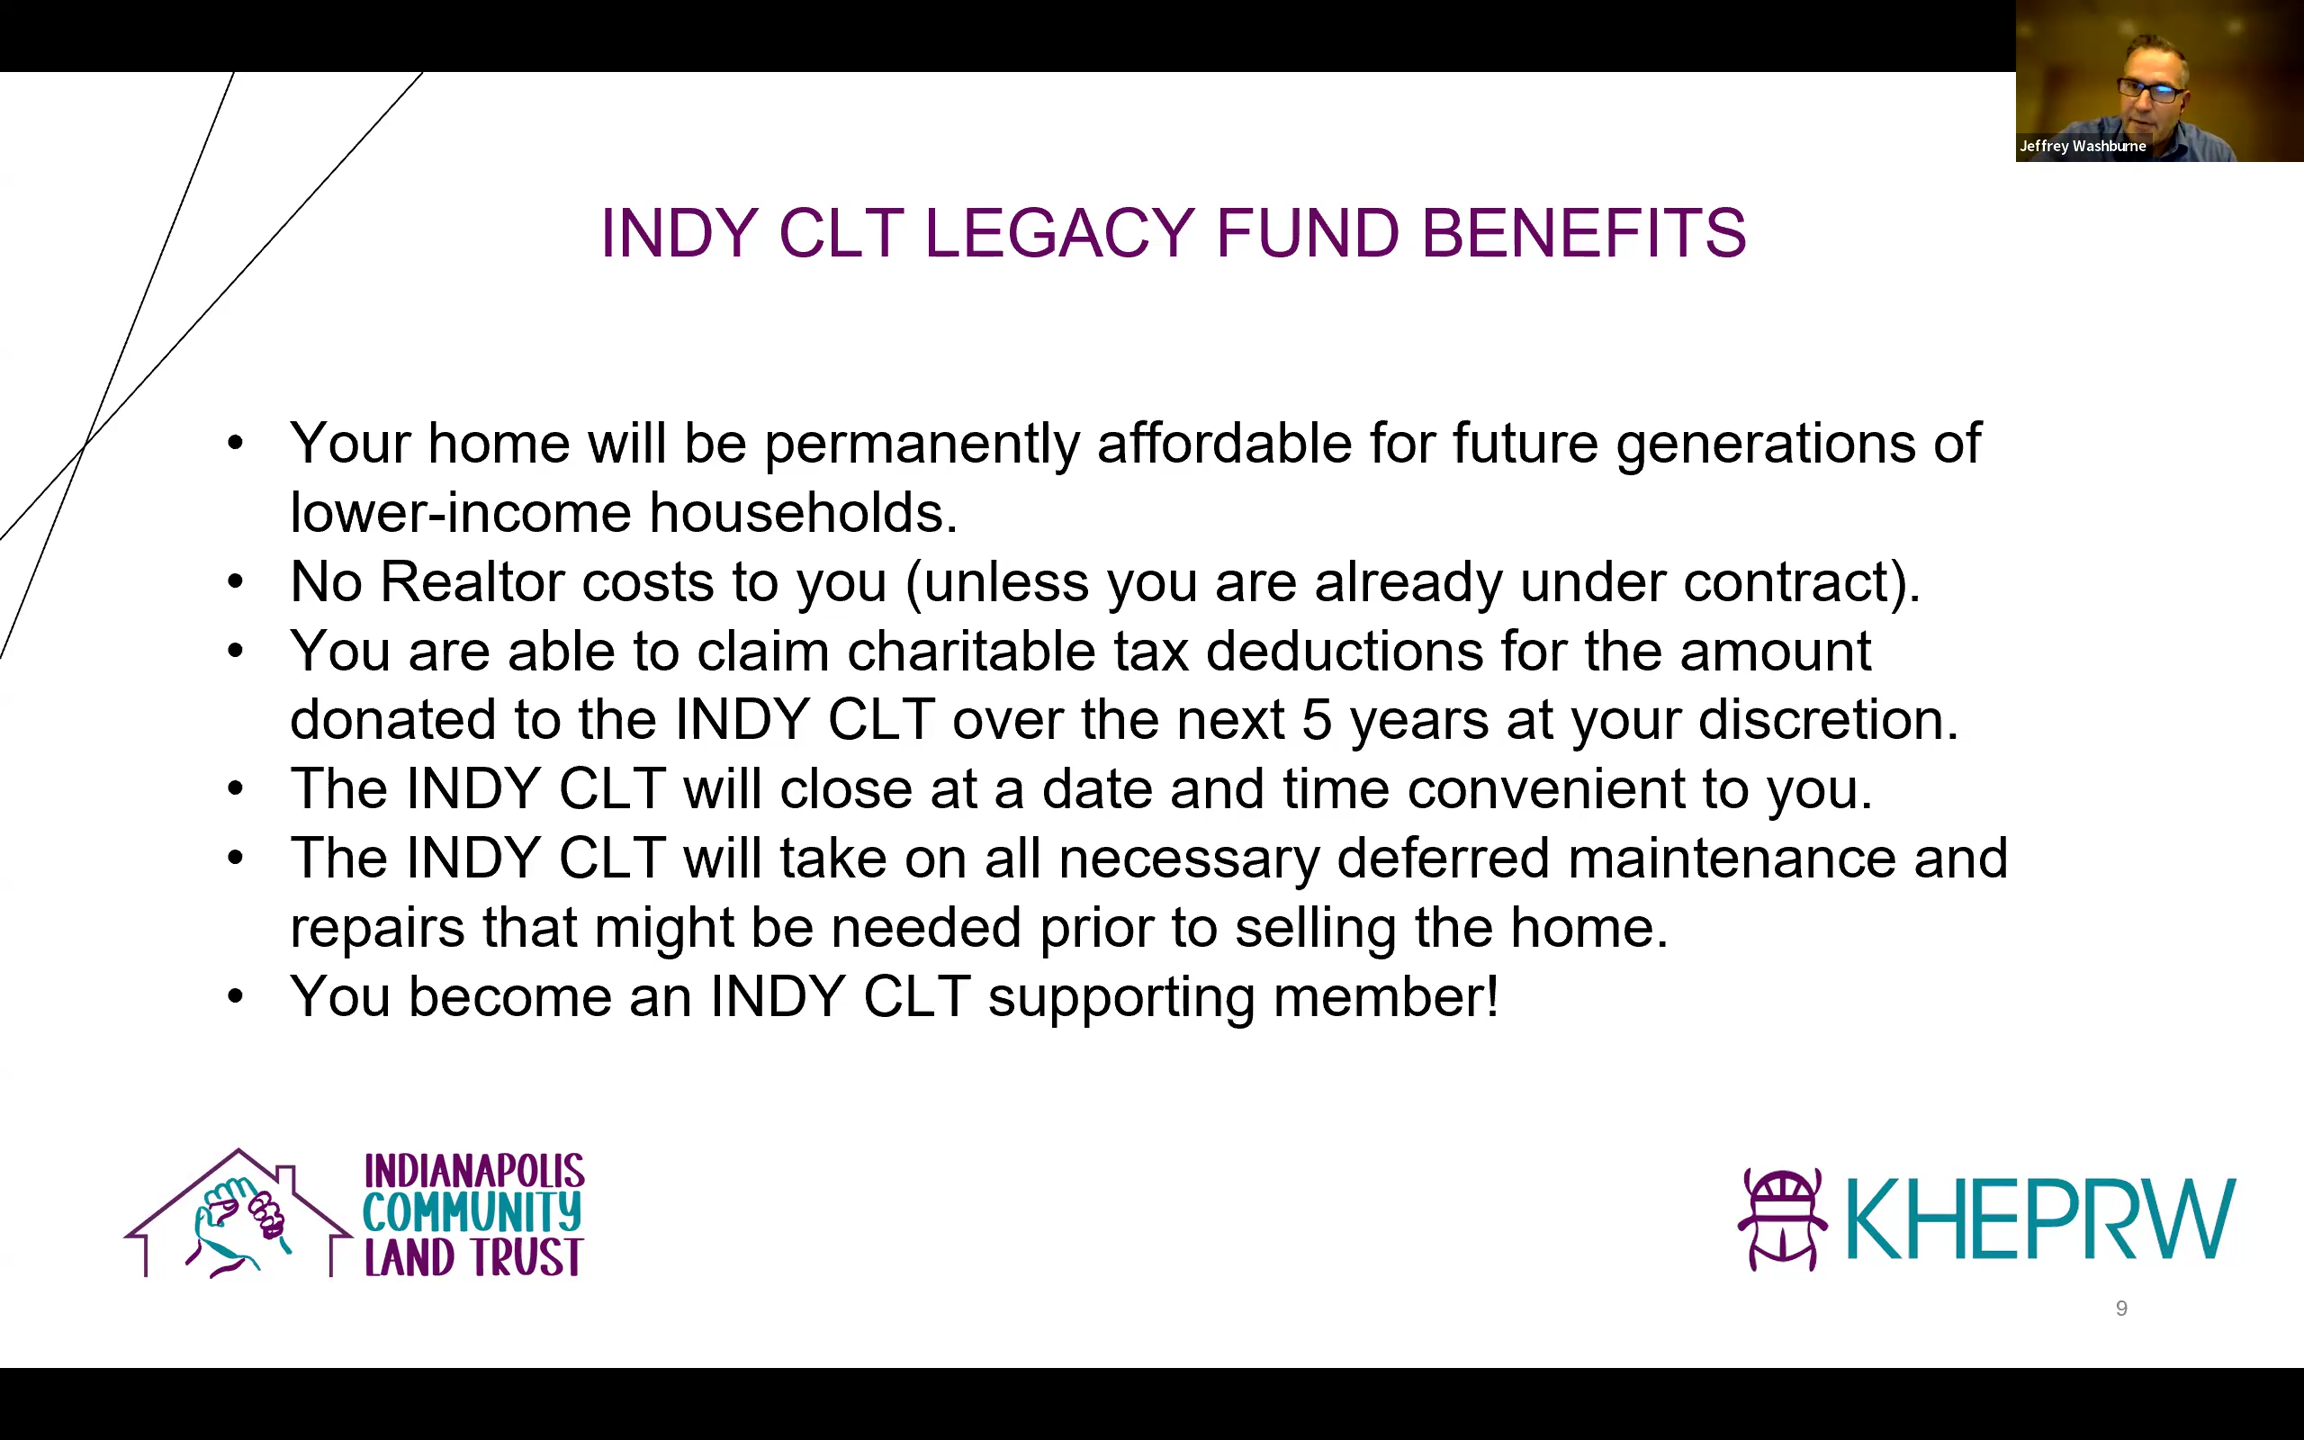 Jeffrey Washburne
INDY CLT LEGACY FUND BENEFITS
• Your home will be permanently affordable for future generations of
lower-income households.
• No Realtor costs to you (unless you are already under contract).
• You are able to claim charitable tax deductions for the amount
donated to the INDY CLT over the next 5 years at your discretion.
• The INDY CLT will close at a date and time convenient to you.
• The INDY CLT will take on all necessary deferred maintenance and
repairs that might be needed prior to selling the home.
• You become an INDY CLT supporting member!
INDIANAPOLIS
COMMUNITY
LAND TRUST
KHEPRW
9